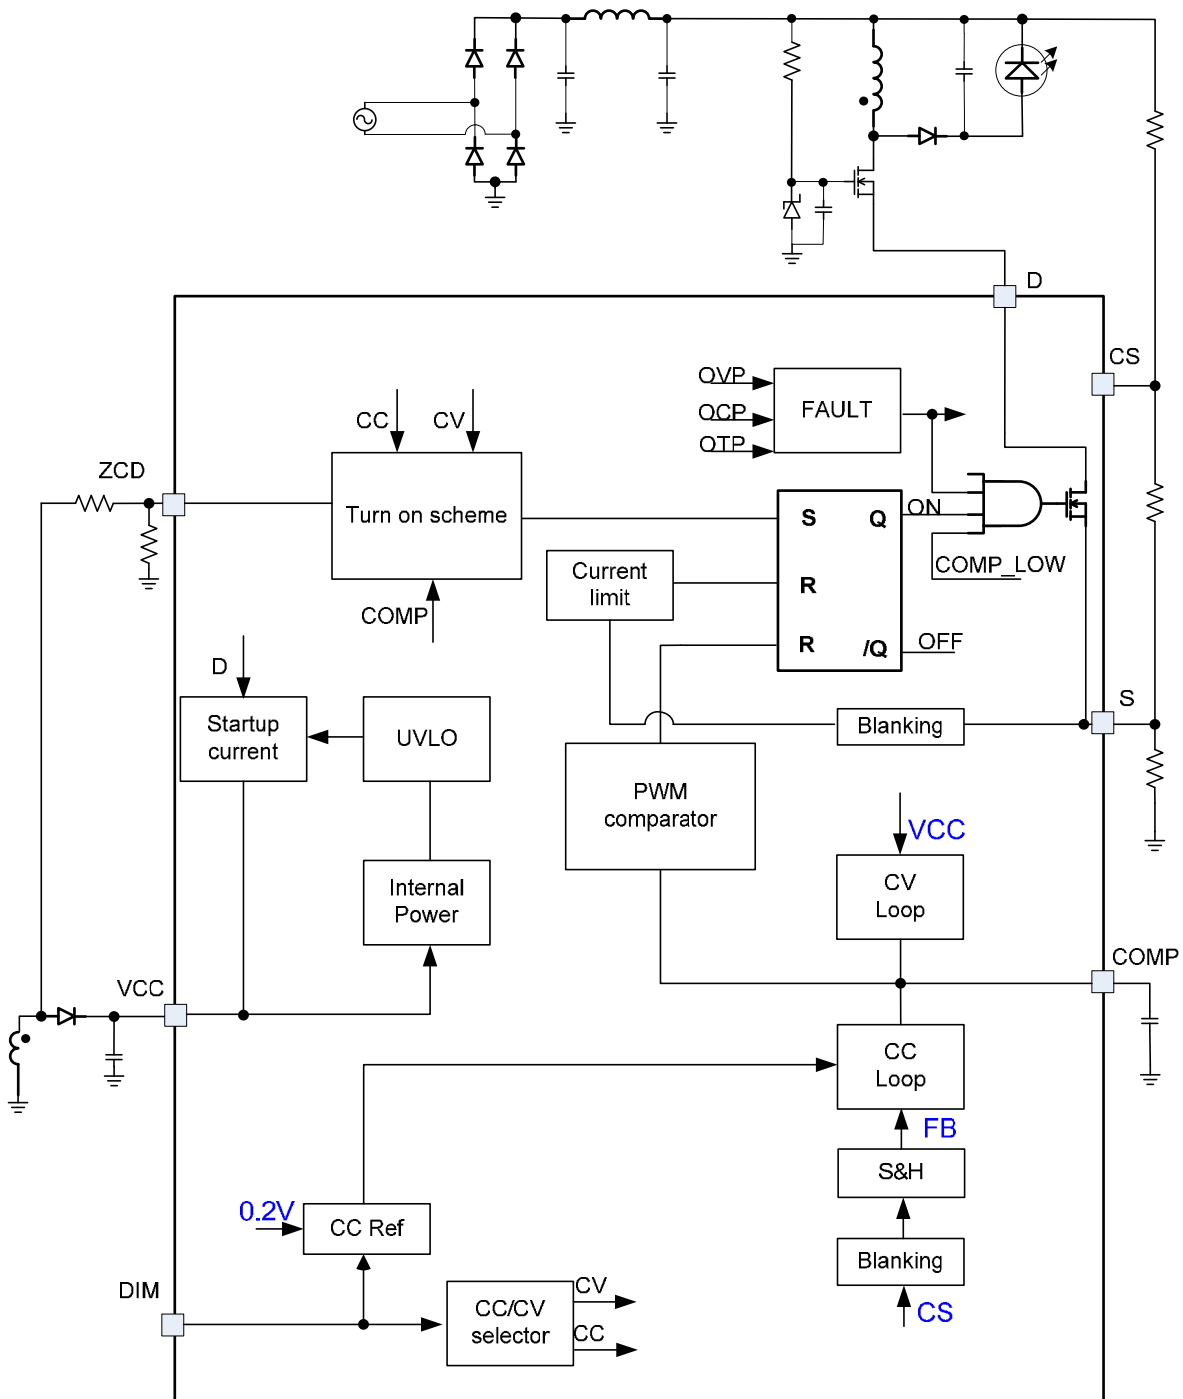 D
CS
OVP
OCP
OTP
FAULT
CC
CV
ZCD
Turn on scheme
S
Q
ON
COMP_LOW
Current
limit
R
COMP
R
/Q
OFF
D
S
Startup
current
UVLO
Blanking
PWM
comparator
VCC
CV
Loop
Internal
Power
COMP
VCC
CC
Loop
FB
S&H
0.2V
CC Ref
Blanking
DIM
CC/CV
selector
CV
CC
CS